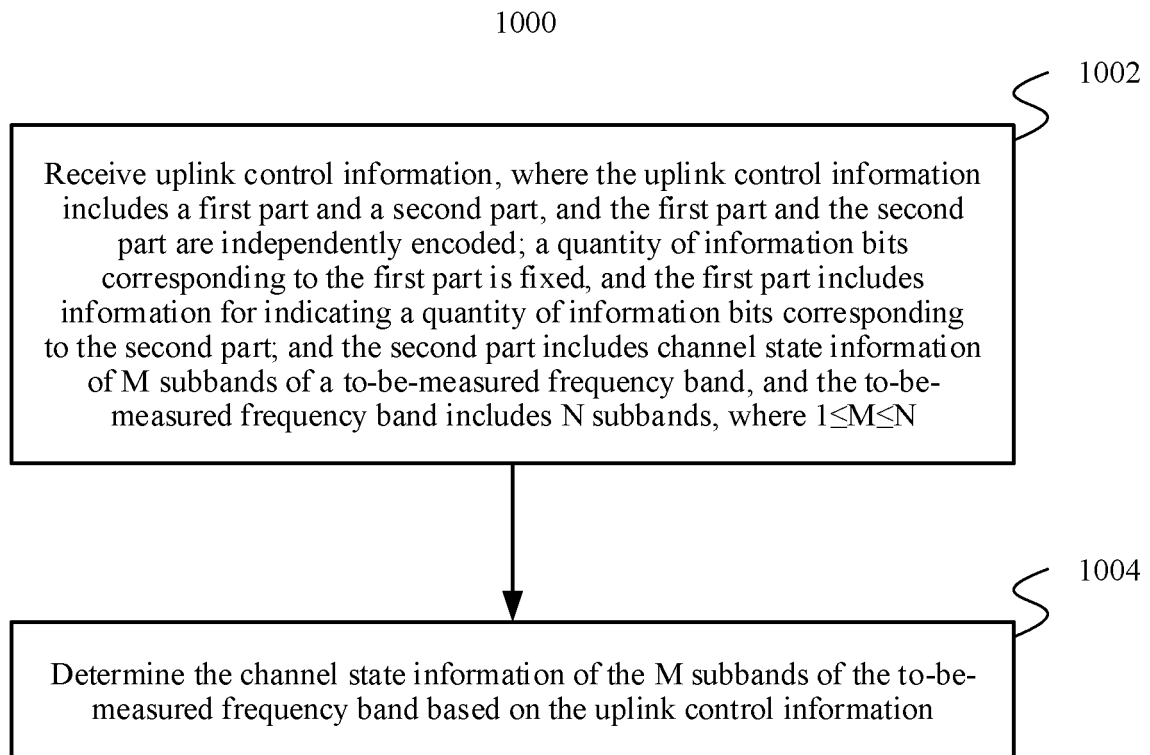 1000
1002
Receive uplink control information, where the uplink control information
includes a first part and a second part, and the first part and the second
part are independently encoded; a quantity of information bits
corresponding to the first part is fixed, and the first part includes
information for indicating a quantity of information bits corresponding
to the second part; and the second part includes channel state information
of M subbands of a to-be-measured frequency band, and the to-be-
measured frequency band includes N subbands, where 1≤M≤N
1004
Determine the channel state information of the M subbands of the to-be-
measured frequency band based on the uplink control information